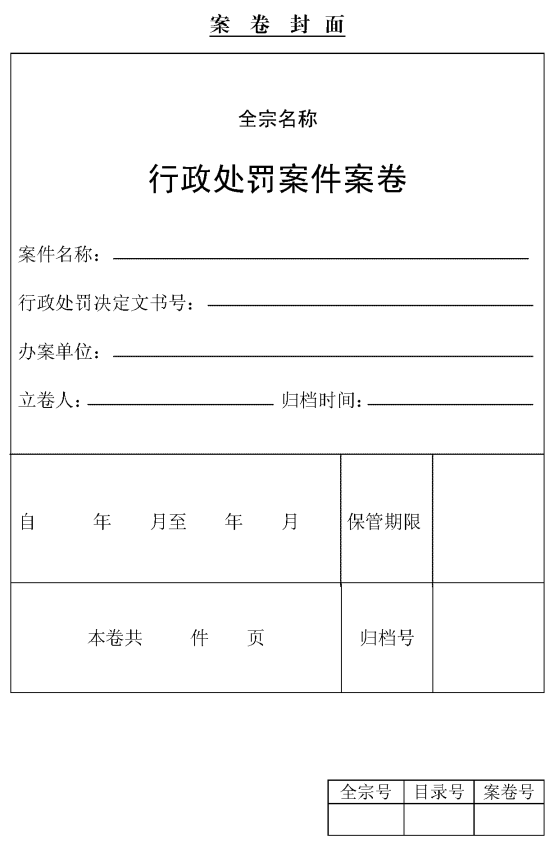 案卷封面
全宗名称
行政处罚案件案卷
案件名称：
行政处罚决定文书号：
办案单位：
立卷人： 归档时间：
自 年 月至 年 月 保管期限
本卷共 件 页 归档号
全宗号 目录号 案卷号